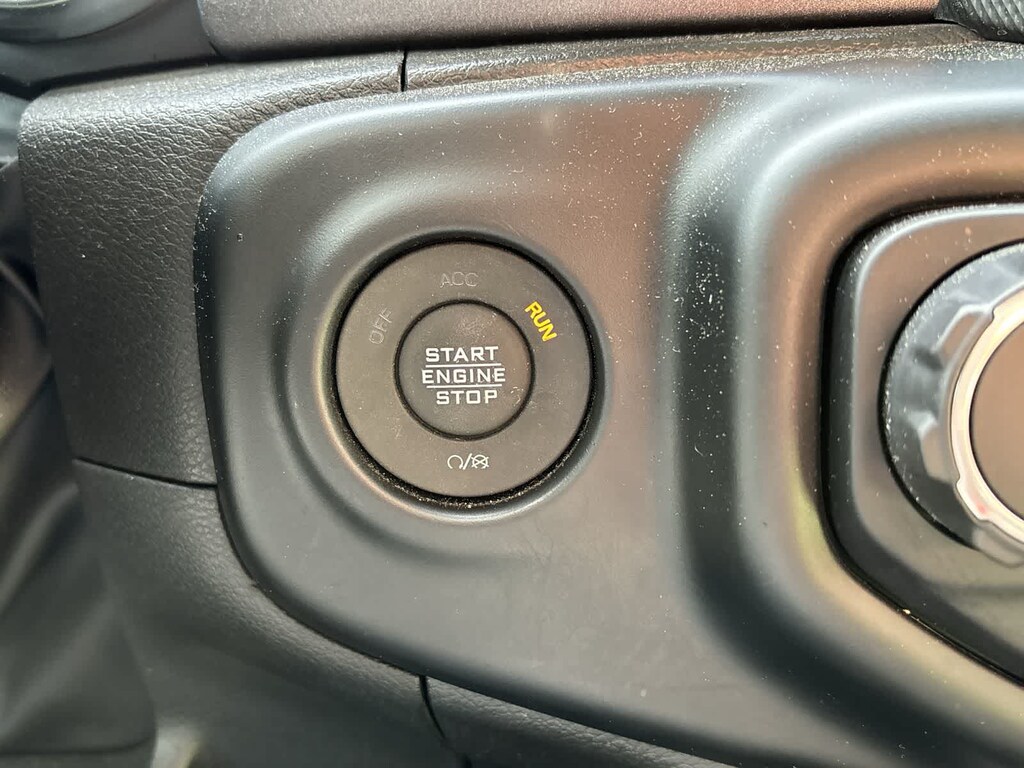 ACC
OFF
RUN
START
ENGINE
STOP